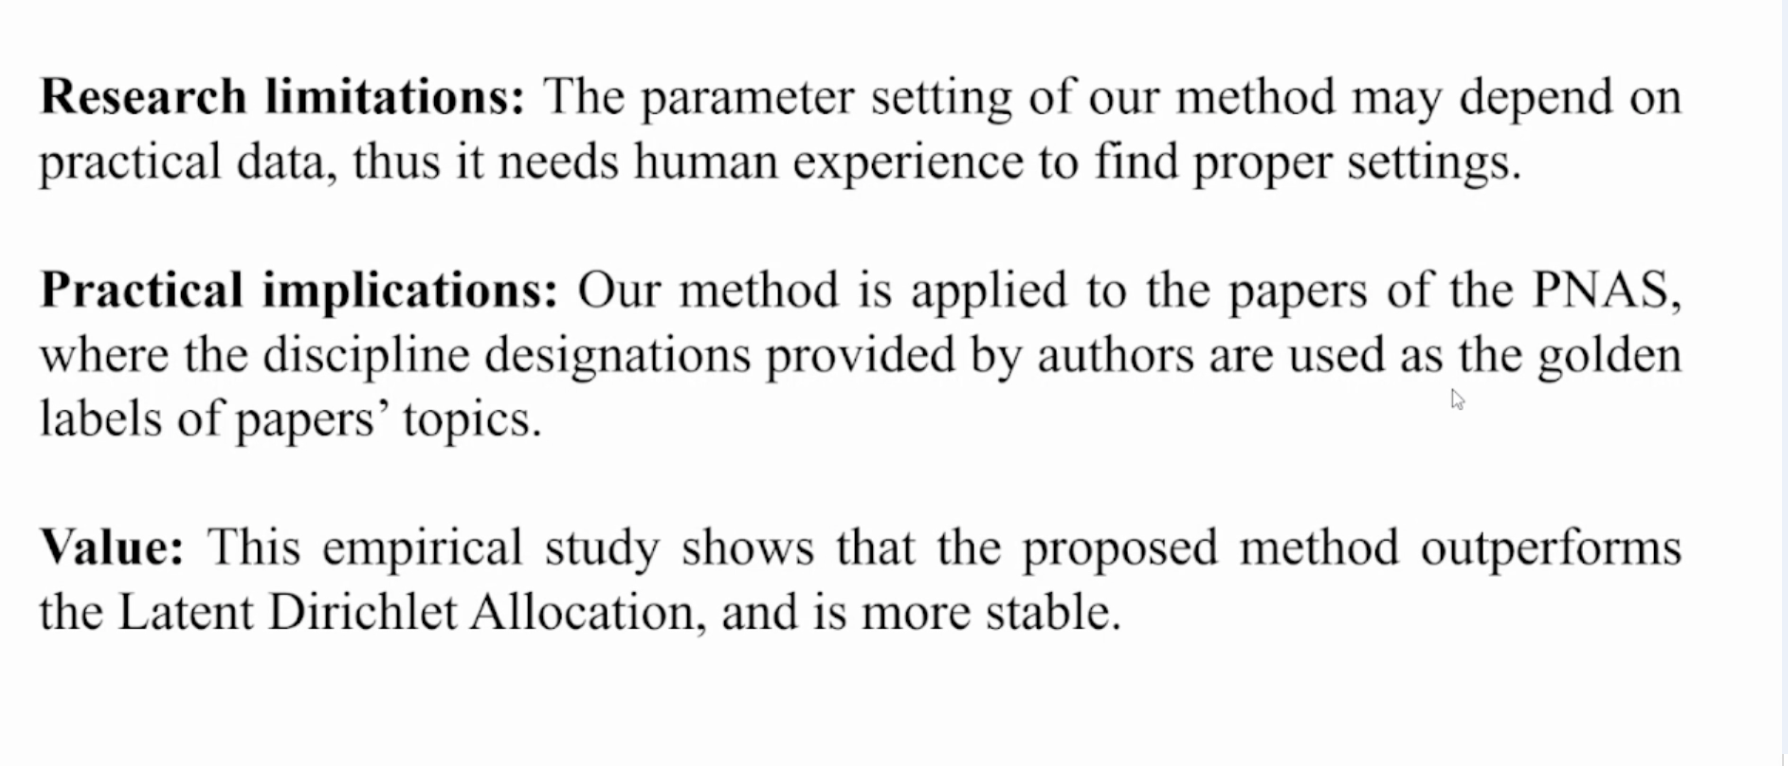 Research limitations: The parameter setting of our method may depend on
practical data, thus it needs human experience to find proper settings.
Practical implications: Our method is applied to the papers of the PNAS,
where the discipline designations provided by authors are used as the golden
labels of papers’ topics.
Value: This empirical study shows that the proposed method outperforms
the Latent Dirichlet Allocation, and is more stable.